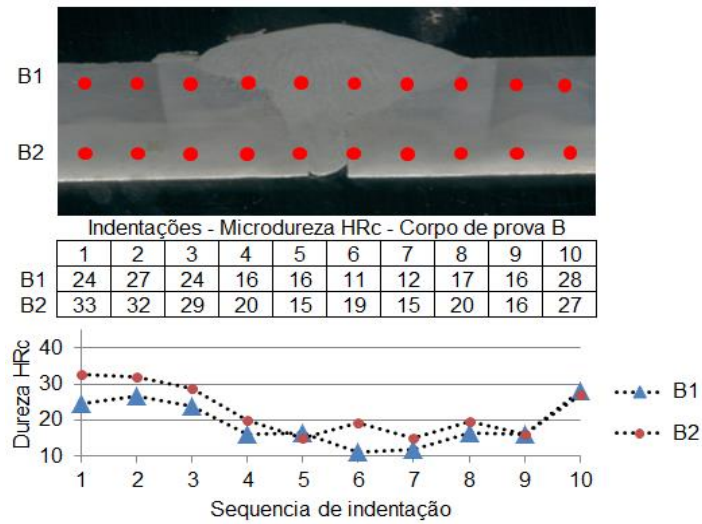 B1
B2
Indentações - Microdureza HRc - Corpo de prova B
1 2 3 4 5 6 7 8 9 10
B1 24 27 24 16 16 11 12 17 16 28
B2 33 32 29 20 15 19 15 20 16 27
Dureza HRc
40
30
20
10
1 2 3 4 5 6 7 8 9 10
Sequencia de indentação
B1
B2